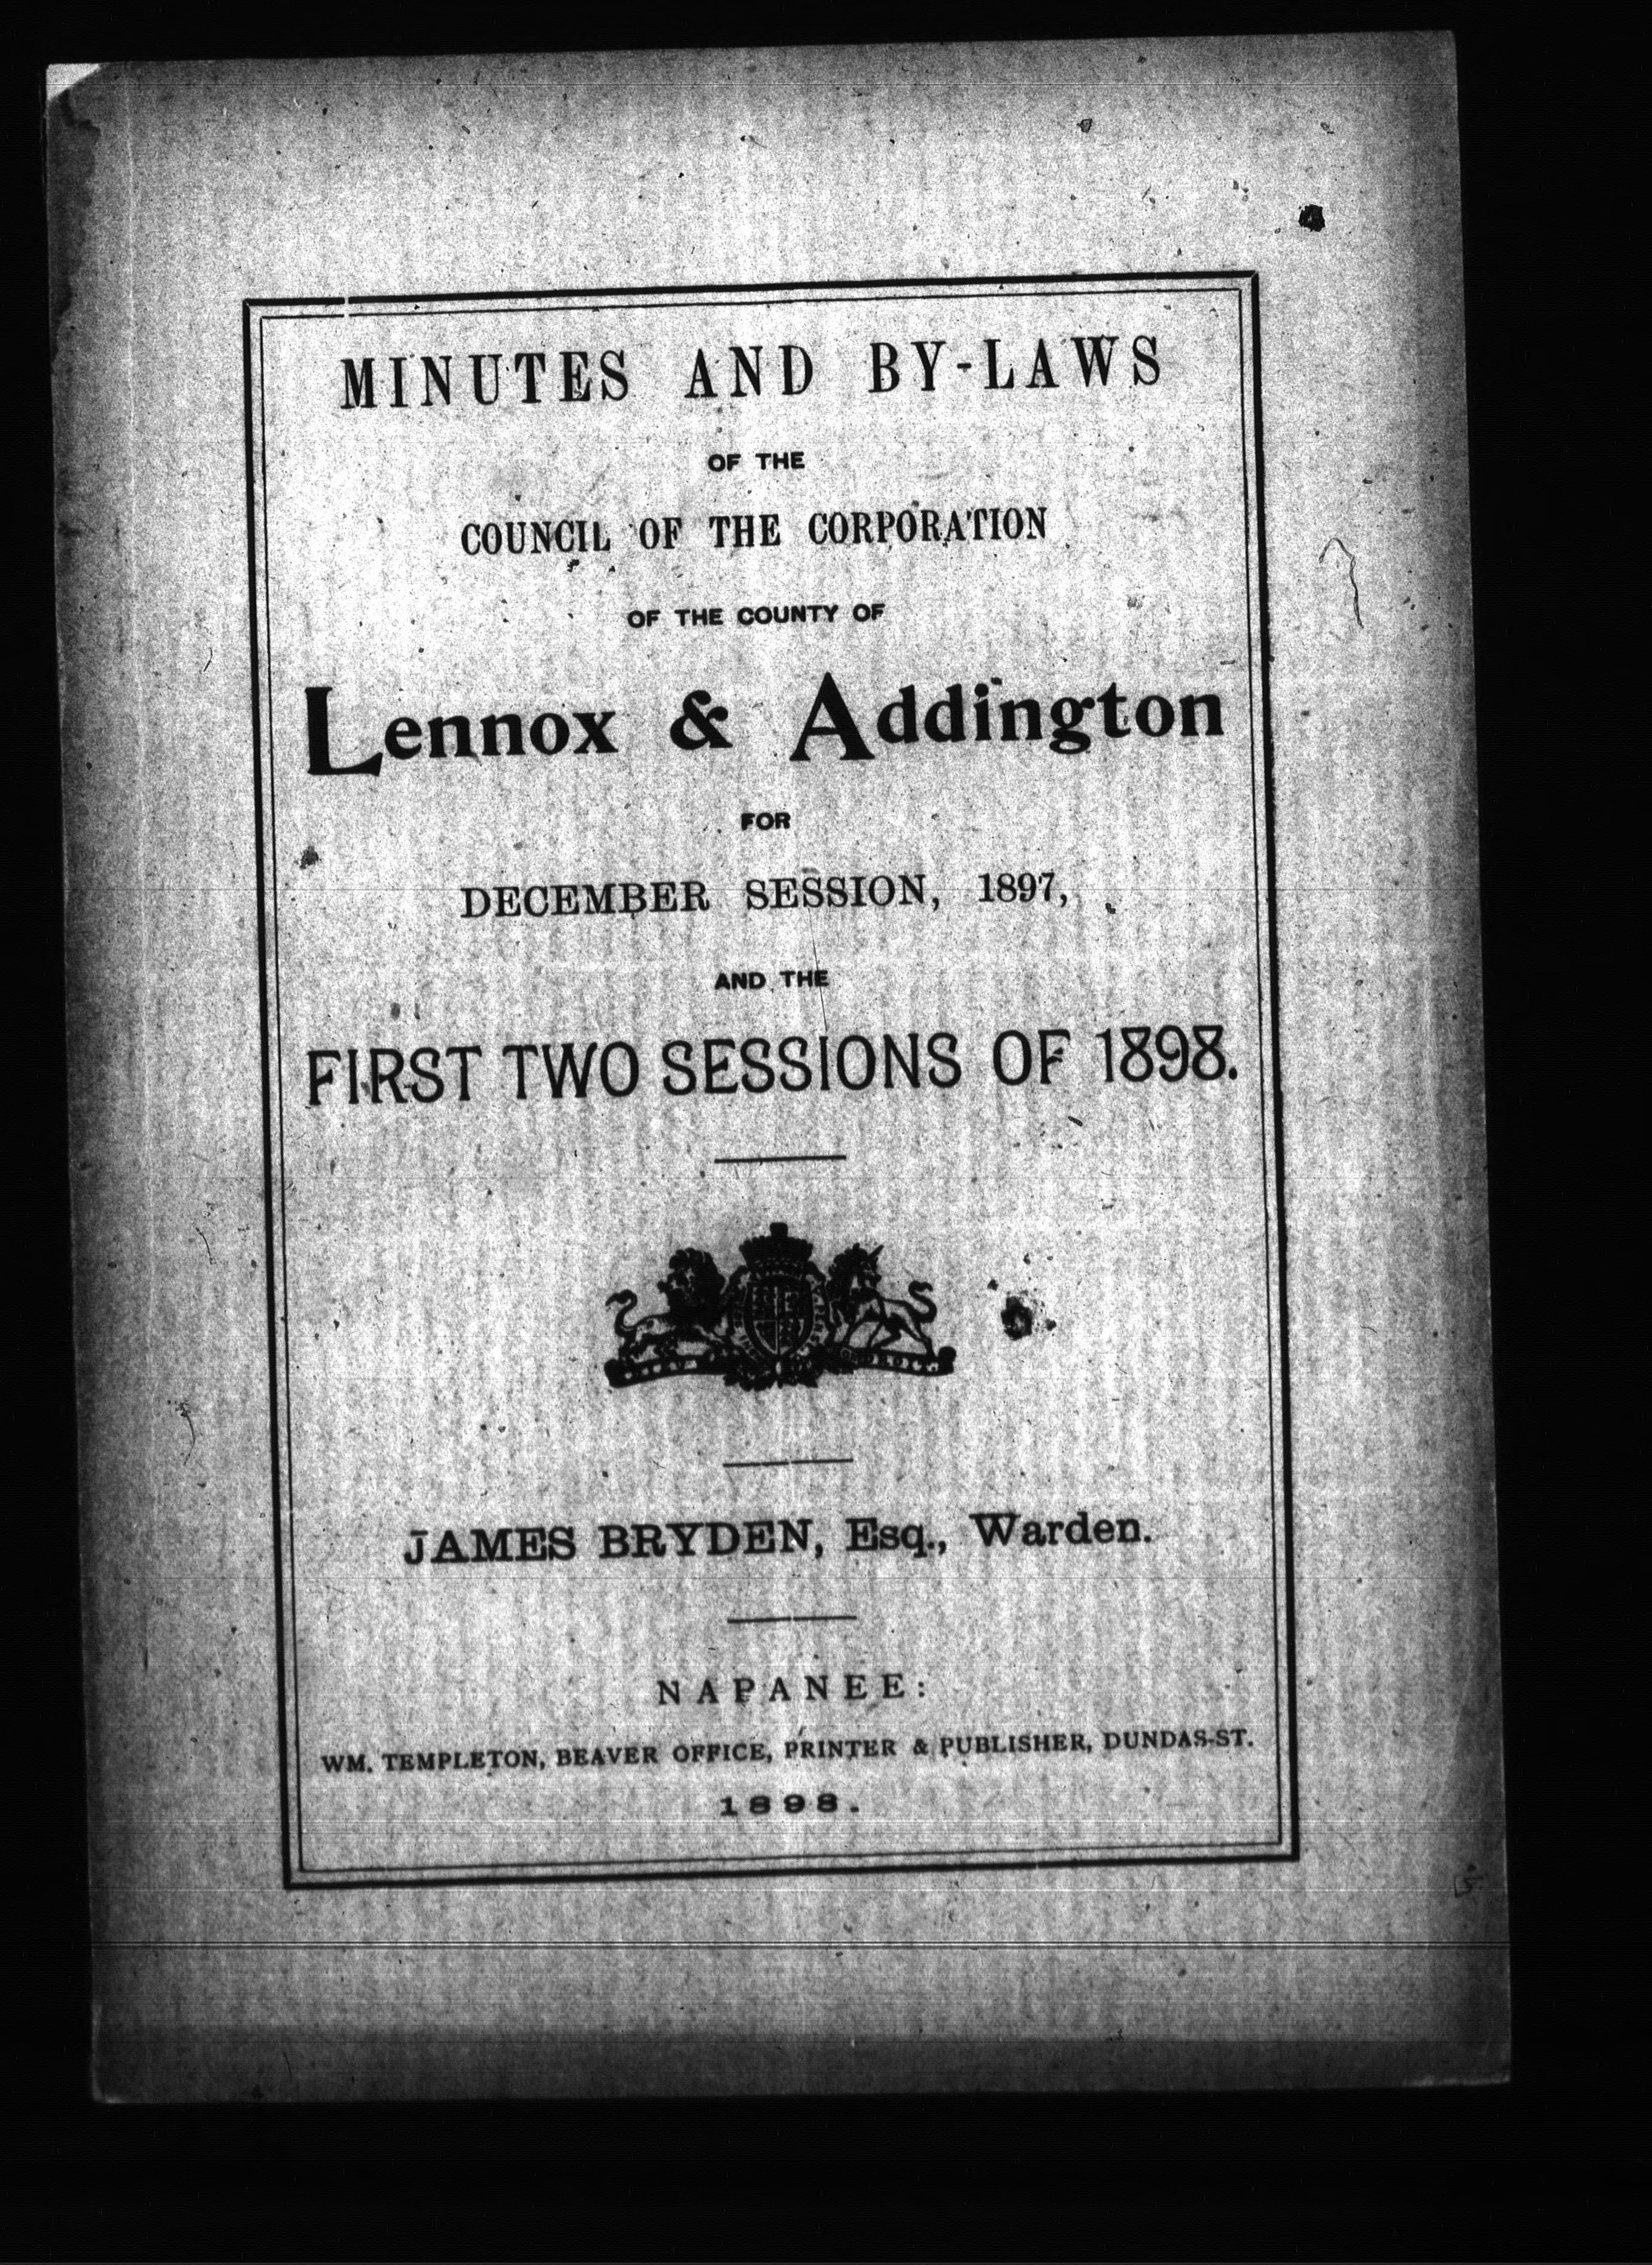 MINUTES AND BY-LAWS
OF THE
COUNCIL OF THE CORPORATION
OF THE COUNTY OF
Lennox & Addington
FOR
DECEMBER SESSION, 1897,
AND THE
FIRST TWO SESSIONS OF 1898.
JAMES BRYDEN, Esq., Warden.
NAPANEE:
WM. TEMPLETON, BEAVER OFFICE, PRINTER & PUBLISHER, DUNDAS-ST.
1898.